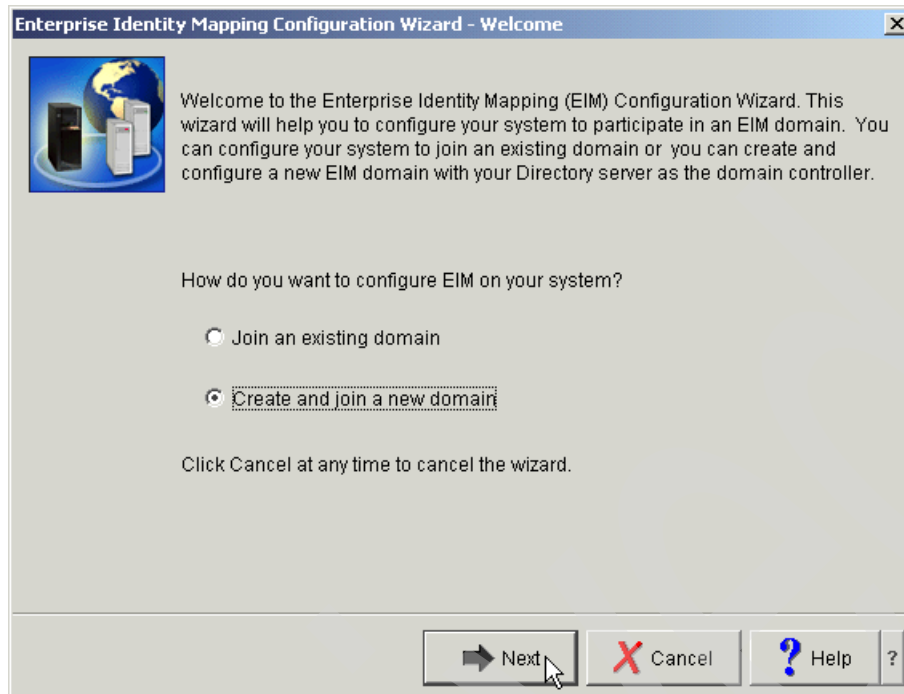 Enterprise Identity Mapping Configuration Wizard - Welcome
Welcome to the Enterprise Identity Mapping (EIM) Configuration Wizard. This
wizard will help you to configure your system to participate in an EIM domain. You
can configure your system to join an existing domain or you can create and
configure a new EIM domain with your Directory server as the domain controller.
How do you want to configure EIM on your system?
Join an existing domain
Create and join a new domain
Click Cancel at any time to cancel the wizard.
Next
Cancel
? Help
?